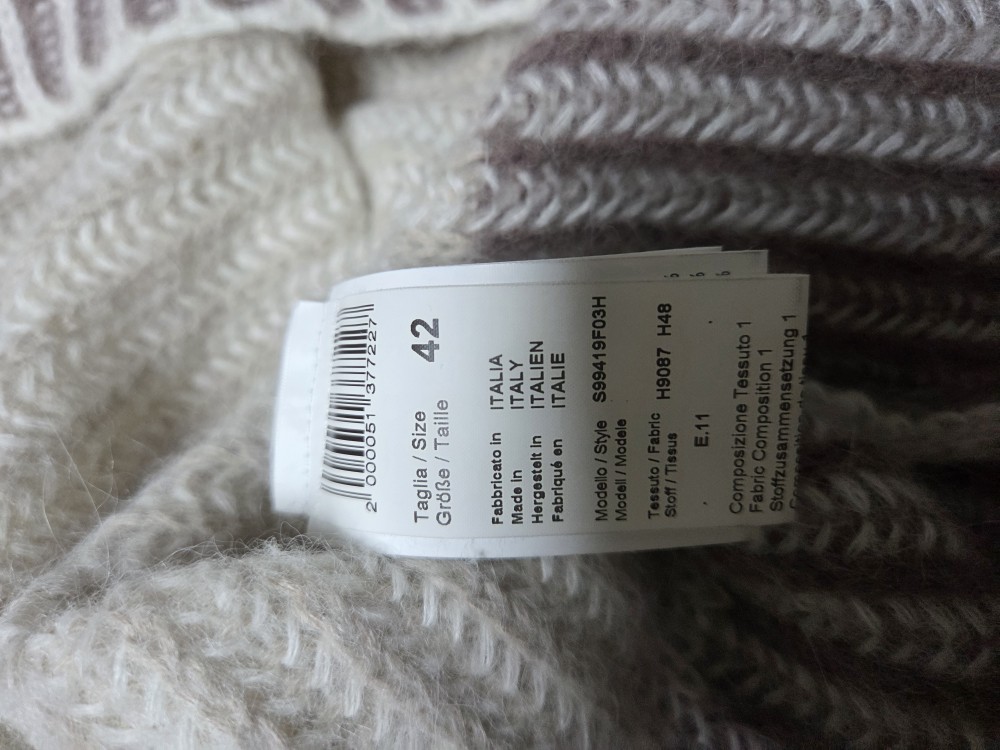 2 000051 377227
Taglia / Size
Größe / Taille 42
Fabbricato in ITALIA
Made in ITALY
Hergestelt in ITALIEN
Fabriqué en ITALIE
Modello / Style S99419F03H
Modell / Modele
Tessuto / Fabric H9087 H48
Stoff / Tissus
E.11
Composizione Tessuto 1
Fabric Composition 1
Stoffzusammensetzung 1